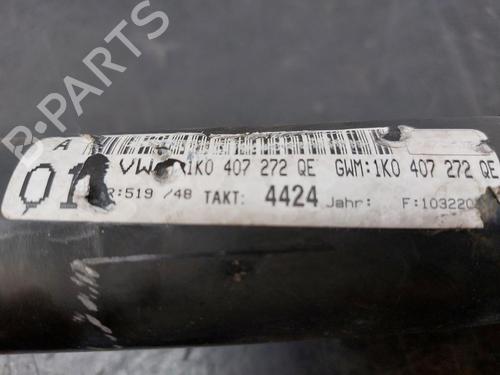 B-PARTS
A
01 VW 1K0 407 272 QE GWM:1K0 407 272 QE
R:519 /48 TAKT: 4424 Jahr: F:103220